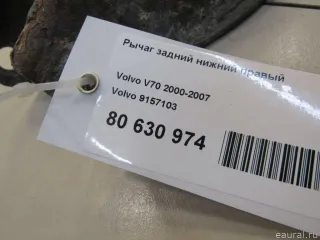 Рычаг задний нижний правый
Volvo V70 2000-2007
Volvo 9157103
80 630 974
eaural.ru